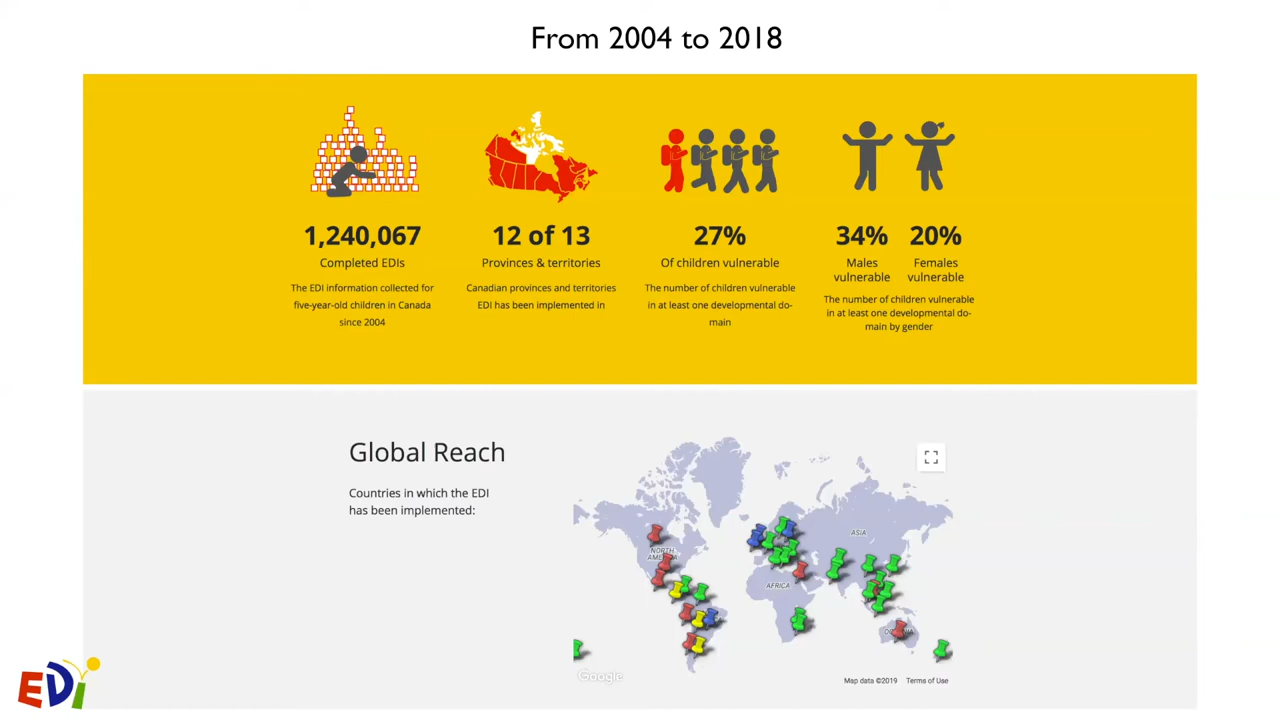 From 2004 to 2018
1,240,067
Completed EDIs
The EDI information collected for
five-year-old children in Canada
since 2004
12 of 13
Provinces & territories
Canadian provinces and territories
EDI has been implemented in
27%
Of children vulnerable
The number of children vulnerable
in at least one developmental do-
main
34%
Males
vulnerable
20%
Females
vulnerable
The number of children vulnerable
in at least one developmental do-
main by gender
Global Reach
Countries in which the EDI
has been implemented:
ASIA
AFRICA
Google
Map data ©2019 Terms of Use
EDI